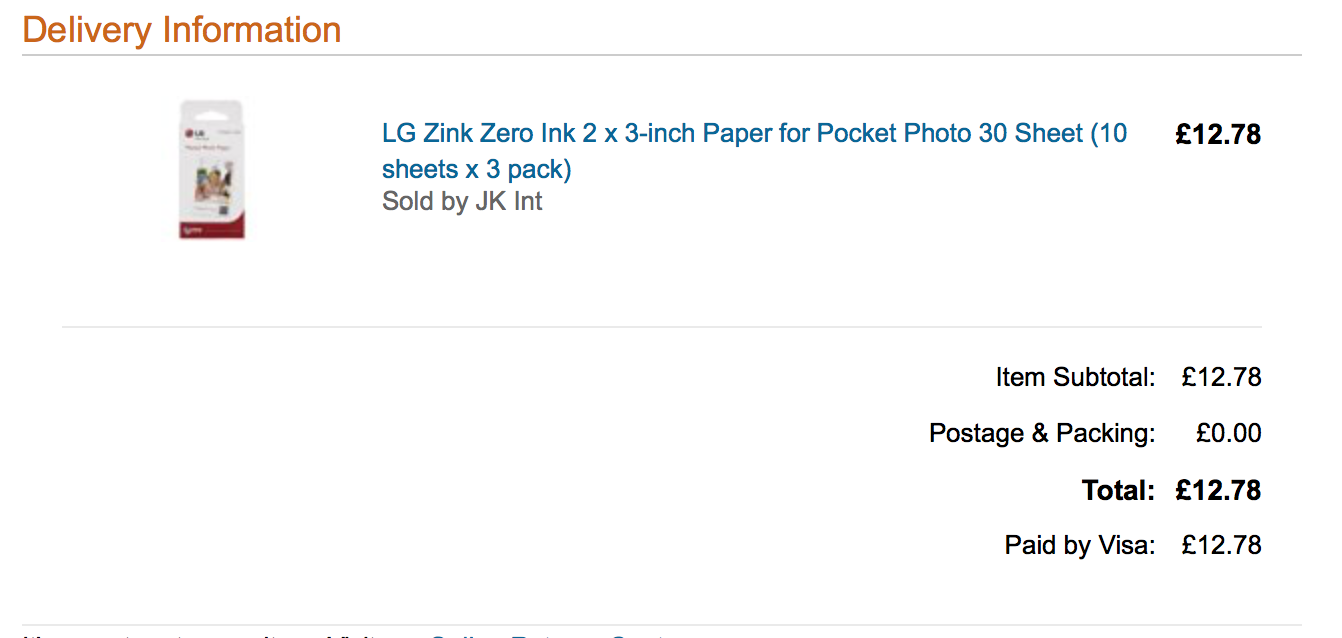 Delivery Information
LG Zink Zero Ink 2 x 3-inch Paper for Pocket Photo 30 Sheet (10 £12.78
sheets x 3 pack)
Sold by JK Int
LG
Item Subtotal: £12.78
Postage & Packing: £0.00
Total: £12.78
Paid by Visa: £12.78